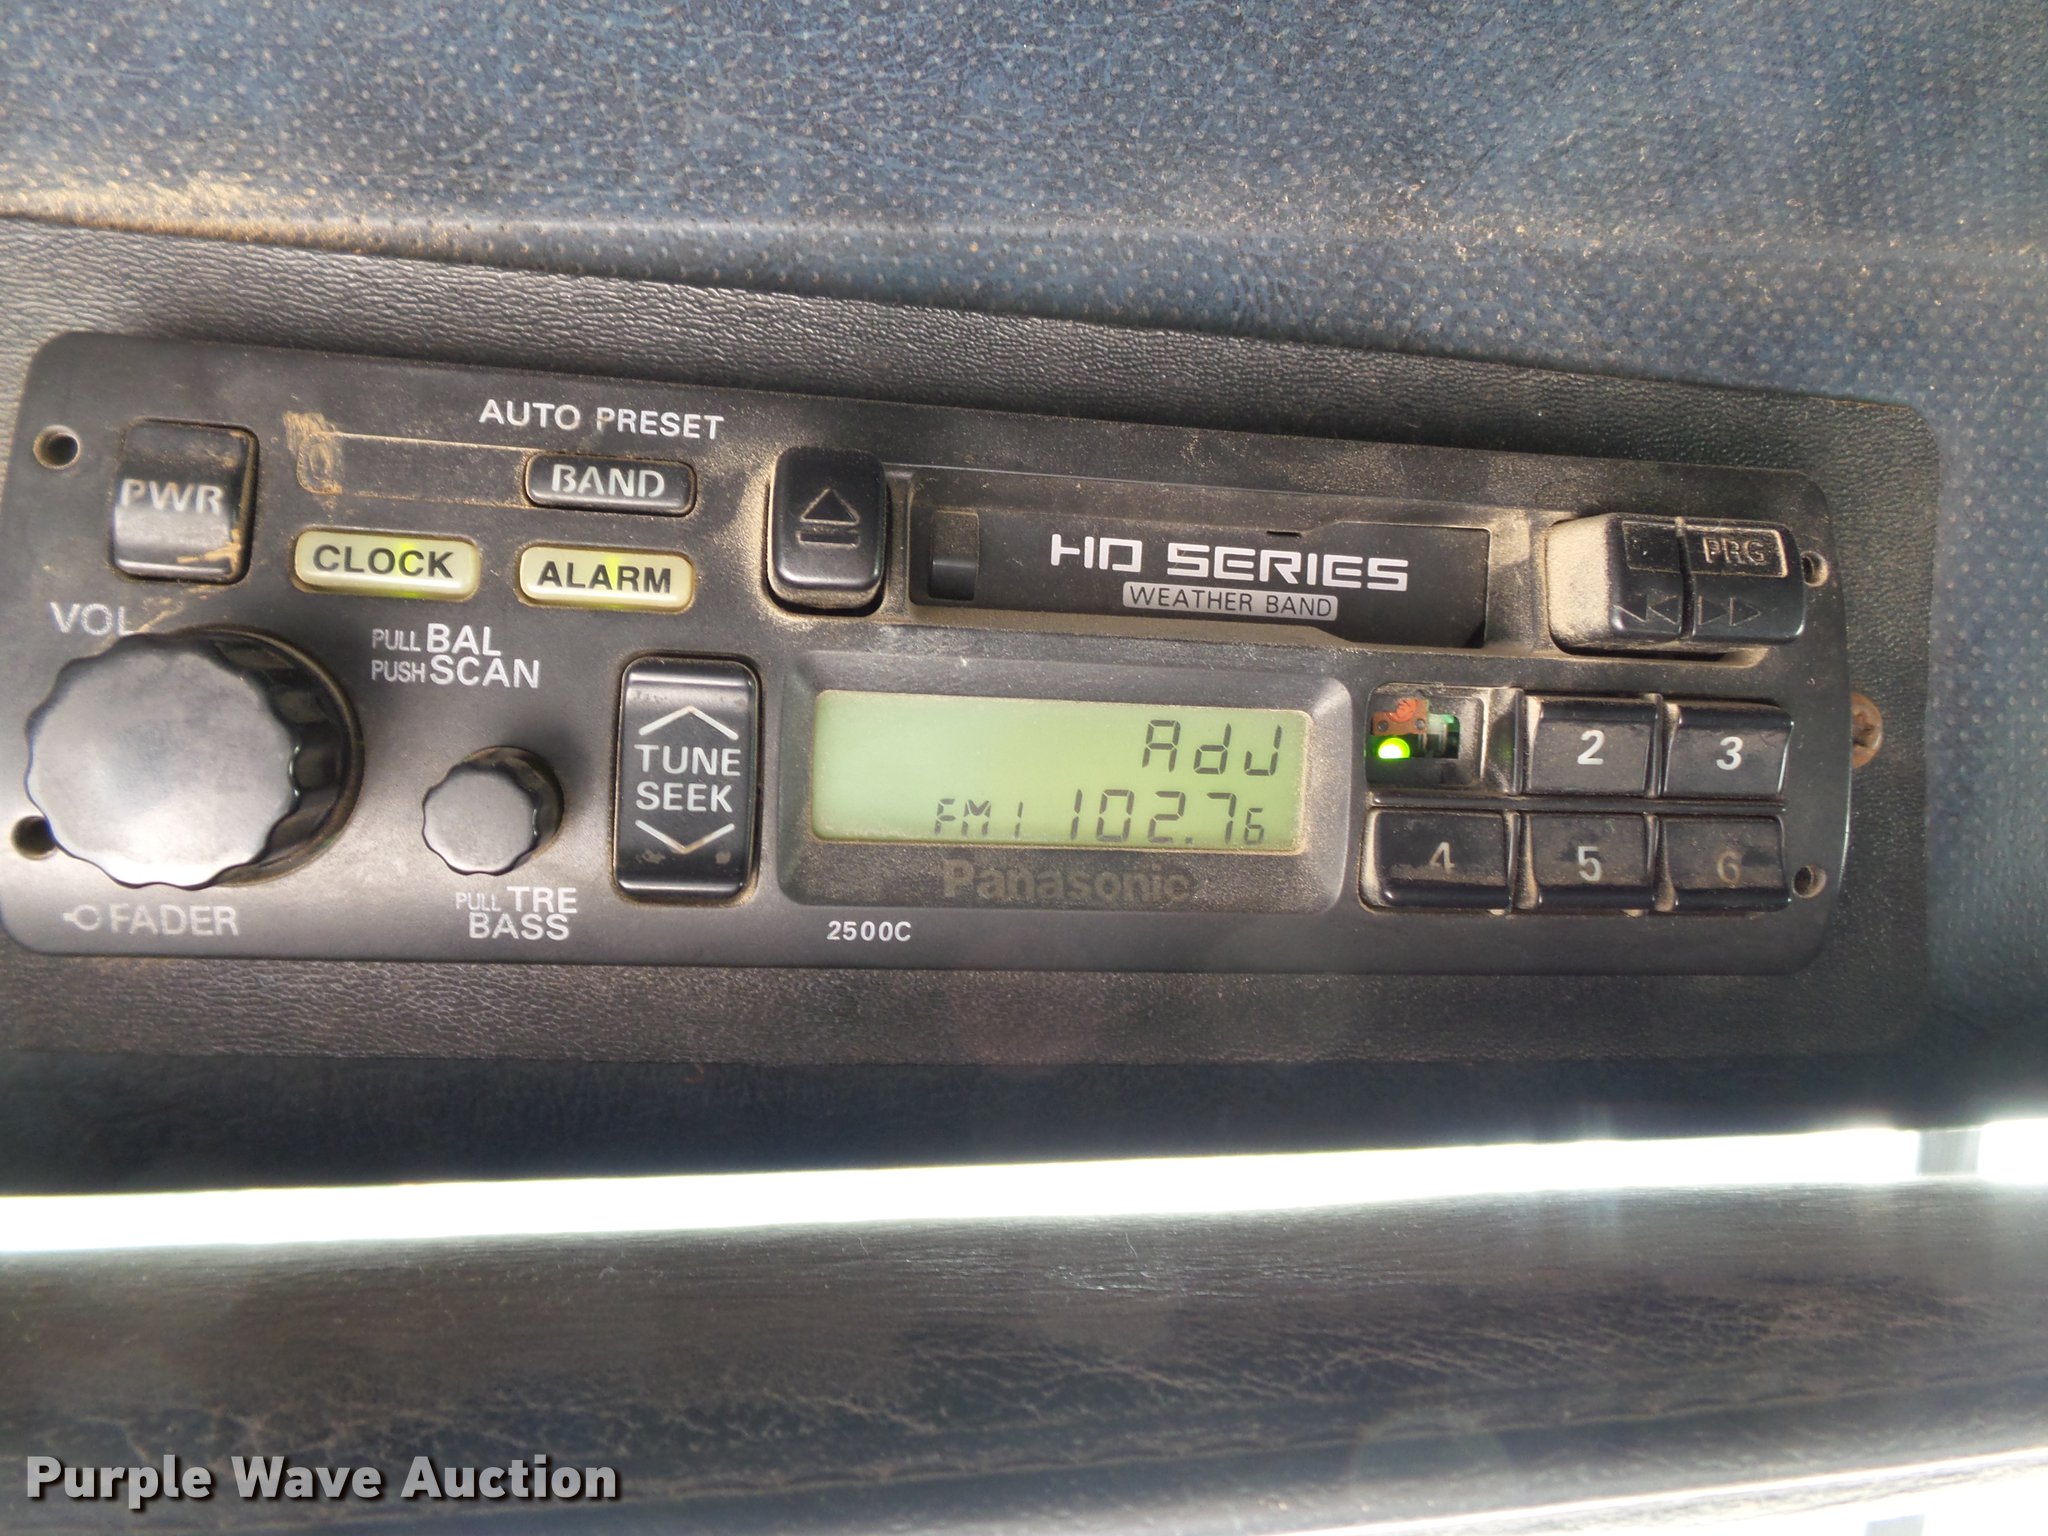 AUTO PRESET
PWR
BAND
CLOCK
ALARM
HD SERIES
WEATHER BAND
PRG
VOL
PULL BAL
PUSH SCAN
TUNE
SEEK
AdJ
FM1 102.76
Panasonic
2
3
4
5
6
FADER
PULL TRE
BASS
2500C
Purple Wave Auction